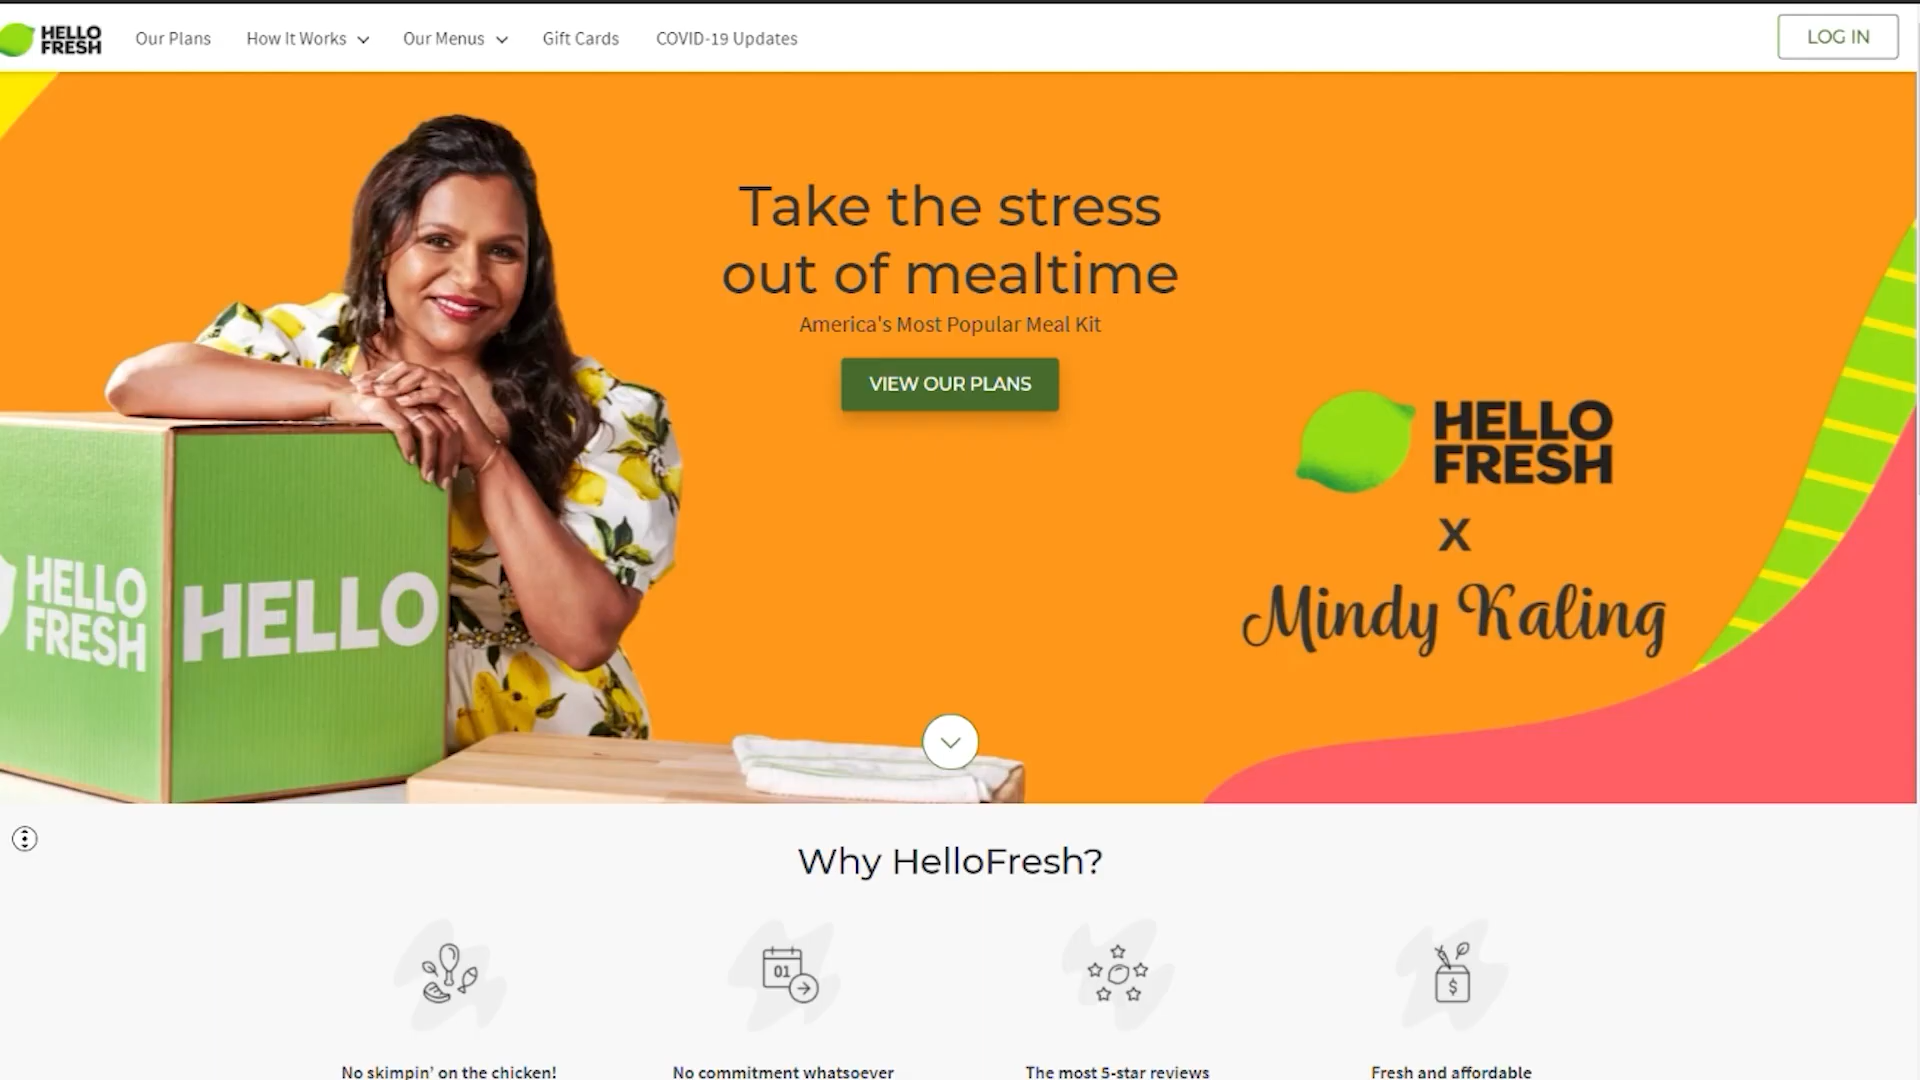 HELLO
FRESH
Our Plans
How It Works
Our Menus
Gift Cards
COVID-19 Updates
LOG IN
Take the stress
out of mealtime
America's Most Popular Meal Kit
VIEW OUR PLANS
HELLO
FRESH
X
Mindy Kaling
HELLO
FRESH
HELLO
Why HelloFresh?
01
$
No skimpin' on the chicken!
No commitment whatsoever
The most 5-star reviews
Fresh and affordable